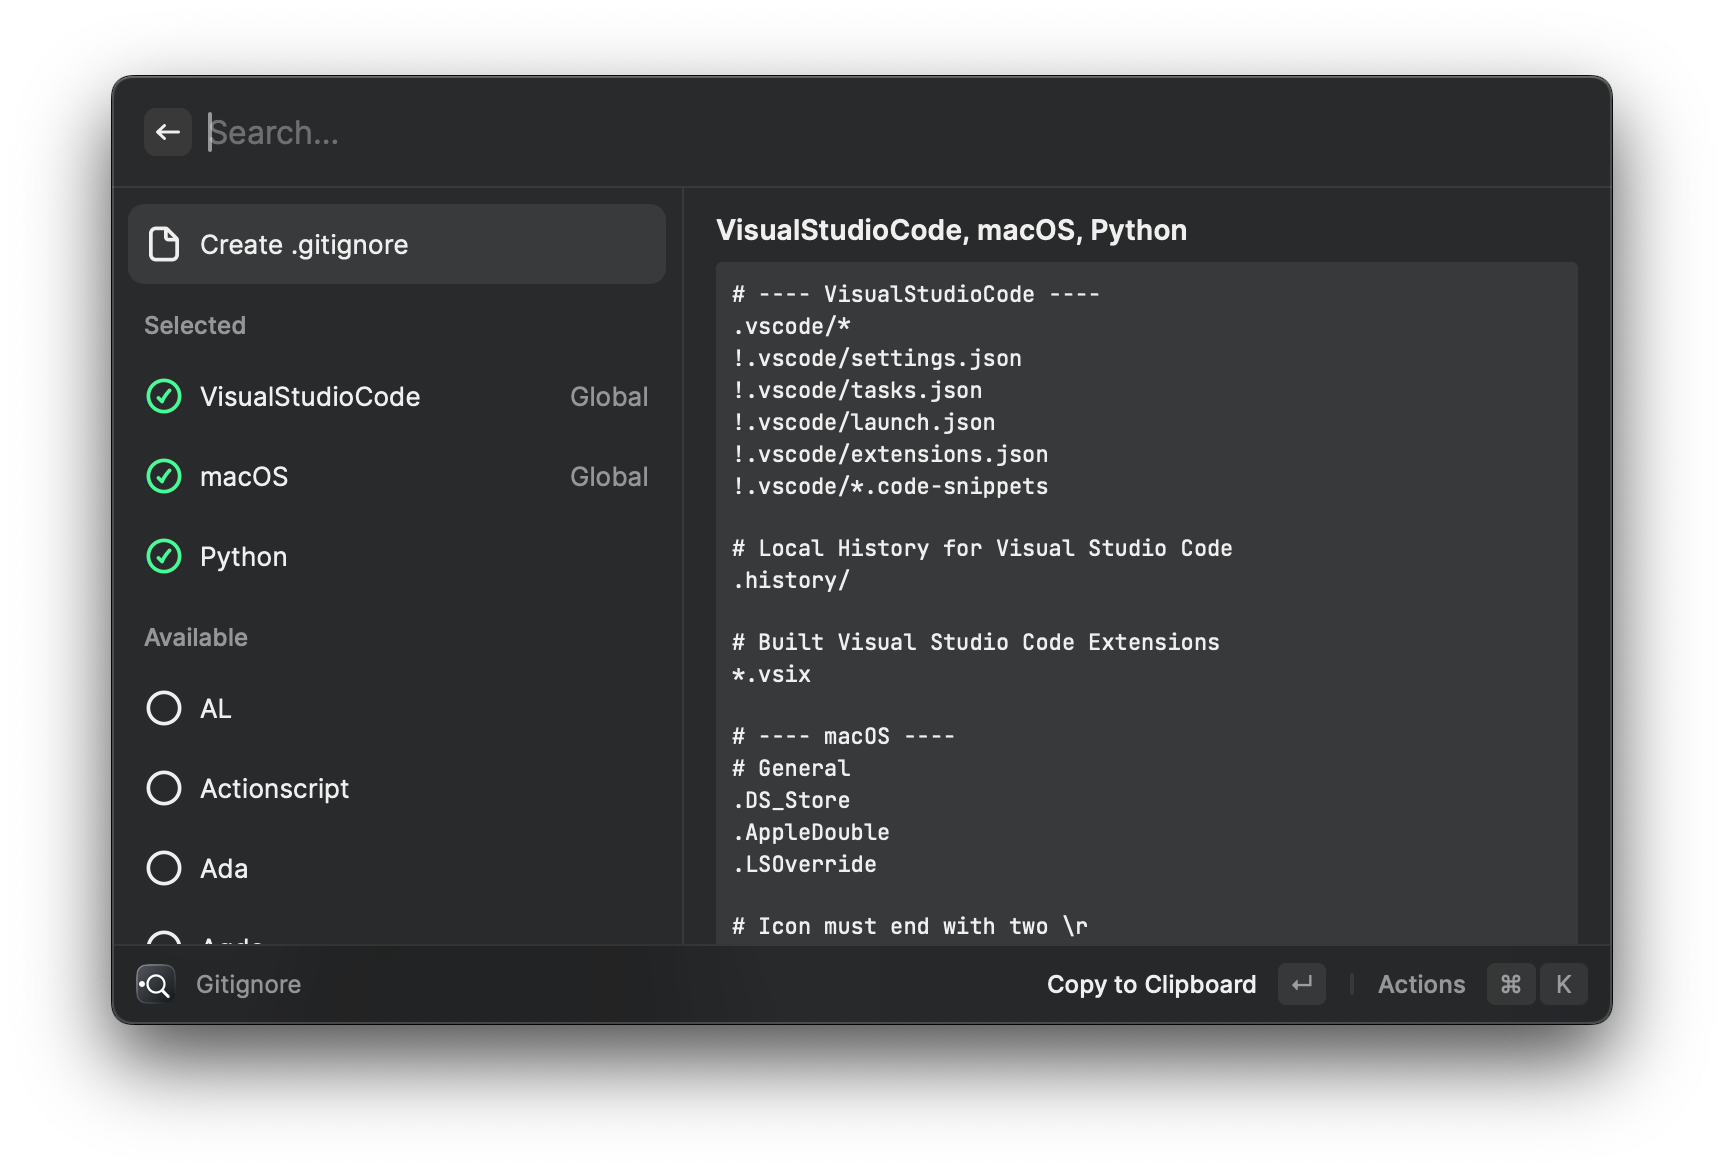 Search...
Create .gitignore
Selected
VisualStudioCode Global
macOS Global
Python
Available
AL
Actionscript
Ada
VisualStudioCode, macOS, Python
# ---- VisualStudioCode ----
.vscode/*
!.vscode/settings.json
!.vscode/tasks.json
!.vscode/launch.json
!.vscode/extensions.json
!.vscode/*.code-snippets
# Local History for Visual Studio Code
.history/
# Built Visual Studio Code Extensions
*.vsix
# ---- macOS ----
# General
.DS_Store
.AppleDouble
.LSOverride
# Icon must end with two \r
Gitignore
Copy to Clipboard ↵ | Actions ⌘ K